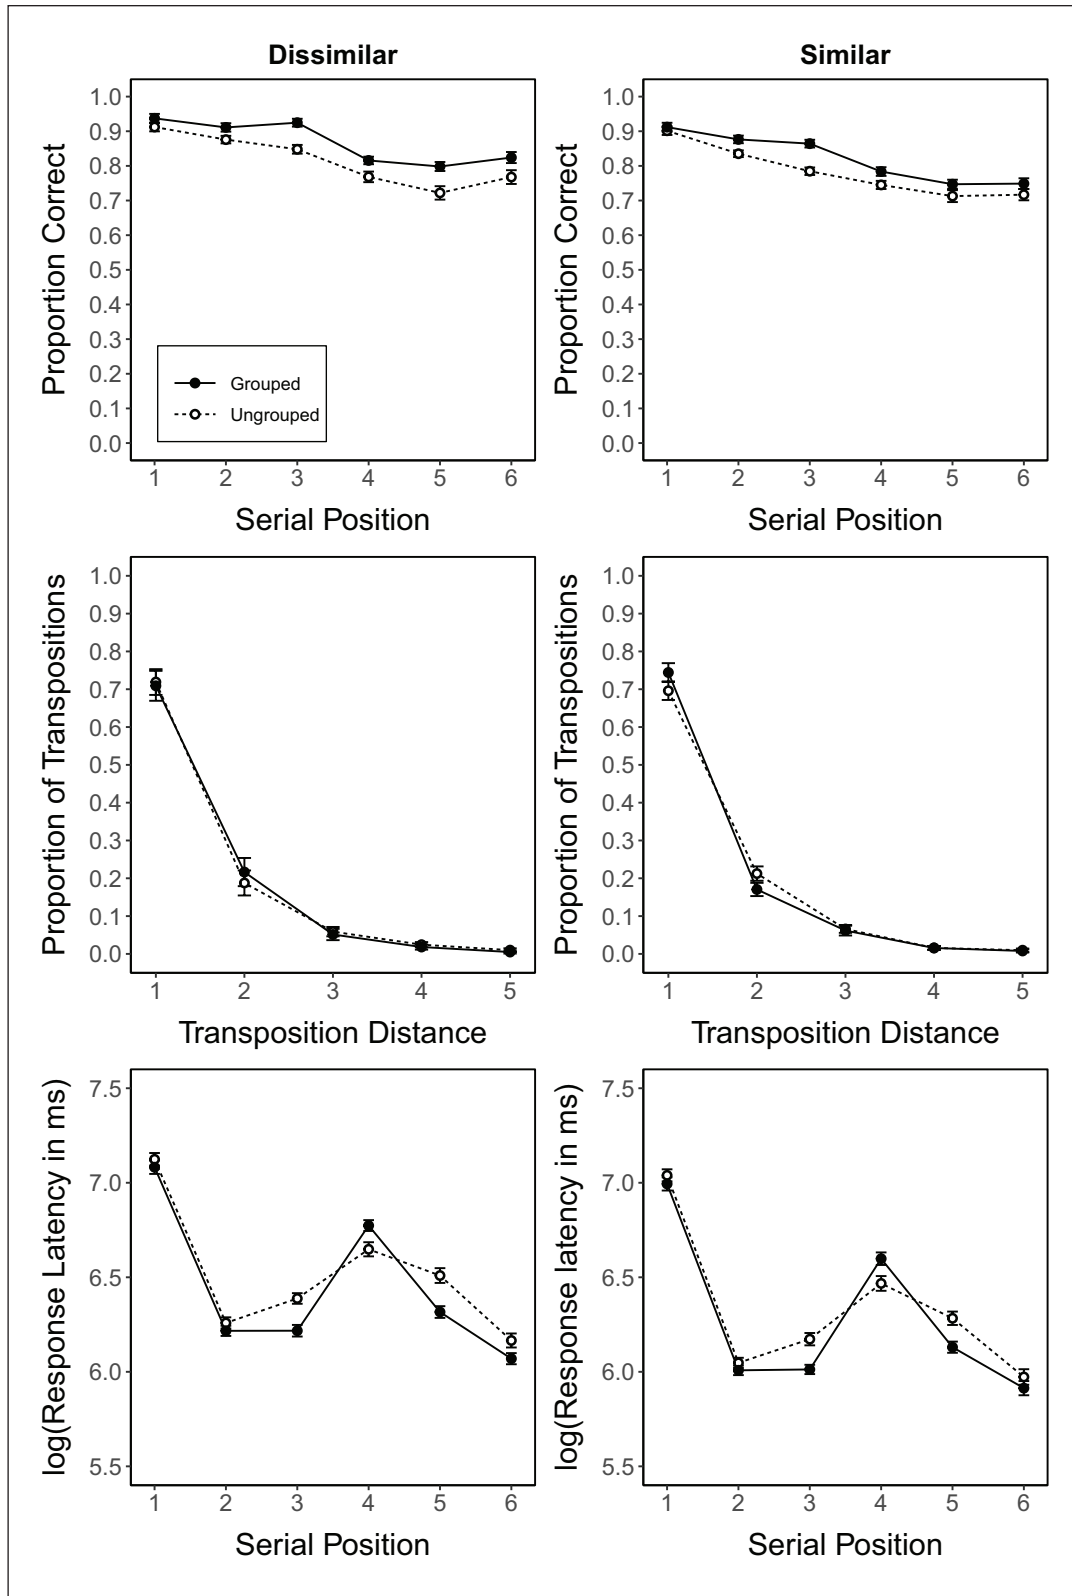 Dissimilar
Similar
Proportion Correct
1.0
0.9
0.8
0.7
0.6
0.5
0.4
0.3
0.2
0.1
0.0
Grouped
Ungrouped
1 2 3 4 5 6
Serial Position
Proportion Correct
1.0
0.9
0.8
0.7
0.6
0.5
0.4
0.3
0.2
0.1
0.0
1 2 3 4 5 6
Serial Position
Proportion of Transpositions
1.0
0.9
0.8
0.7
0.6
0.5
0.4
0.3
0.2
0.1
0.0
1 2 3 4 5
Transposition Distance
Proportion of Transpositions
1.0
0.9
0.8
0.7
0.6
0.5
0.4
0.3
0.2
0.1
0.0
1 2 3 4 5
Transposition Distance
log(Response Latency in ms)
7.5
7.0
6.5
6.0
5.5
1 2 3 4 5 6
Serial Position
log(Response latency in ms)
7.5
7.0
6.5
6.0
5.5
1 2 3 4 5 6
Serial Position